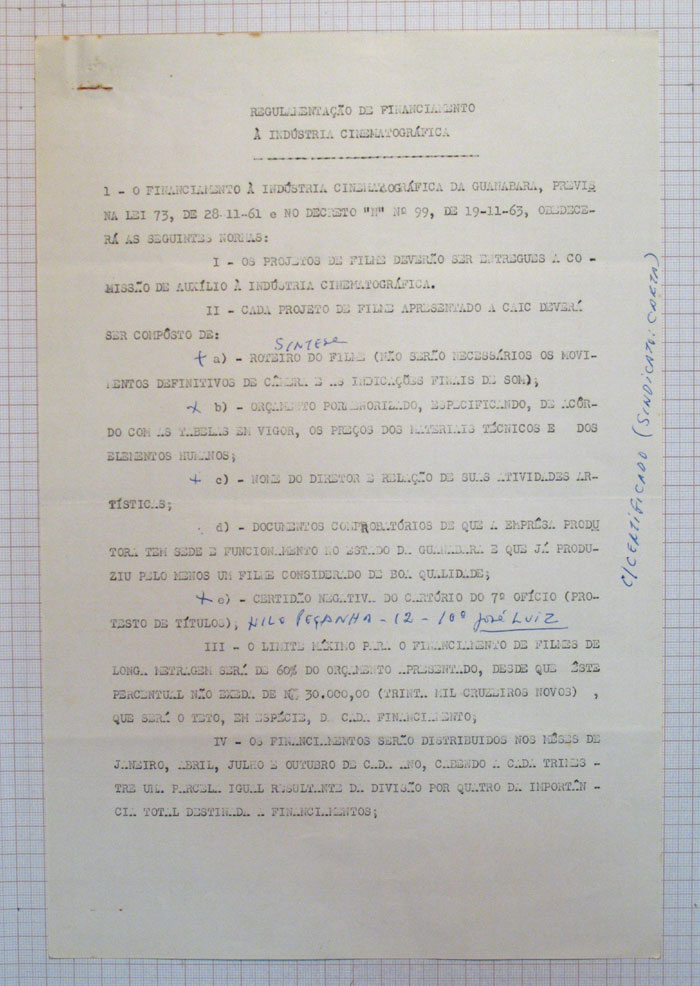 REGULAMENTAÇÃO DE FINANCIAMENTO
À INDÚSTRIA CINEMATOGRÁFICA
1 - O FINANCIAMENTO À INDÚSTRIA CINEMATOGRÁFICA DA GUANABARA, PREVIS
NA LEI 73, DE 28-11-61 e NO DECRETO "N" Nº 99, DE 19-11-63, OBEDECE-
RÁ AS SEGUINTES NORMAS:
I - OS PROJETOS DE FILME DEVERÃO SER ENTREGUES A CO-
MISSÃO DE AUXÍLIO À INDÚSTRIA CINEMATOGRÁFICA.
II - CADA PROJETO DE FILME APRESENTADO A CAIC DEVERÁ
SER COMPÔSTO DE:
SINTESE
+ a) - ROTEIRO DO FILME (NÃO SERÃO NECESSÁRIOS OS MOVI-
MENTOS DEFINITIVOS DE CÂMERA E AS INDICAÇÕES FINAIS DE SOM);
+ b) - ORÇAMENTO PORMENORIZADO, ESPECIFICANDO, DE ACÔR-
DO COM AS TABELAS EM VIGOR, OS PREÇOS DOS MATERIAIS TÉCNICOS E DOS
ELEMENTOS HUMANOS;
+ c) - NOME DO DIRETOR E RELAÇÃO DE SUAS ATIVIDADES AR-
TÍSTICAS;
d) - DOCUMENTOS COMPROBATÓRIOS DE QUE A EMPRÊSA PRODU
TORA TEM SEDE E FUNCIONAMENTO NO ESTADO DA GUANABARA E QUE JÁ PRODU-
ZIU PELO MENOS UM FILME CONSIDERADO DE BOA QUALIDADE;
+ e) - CERTIDÃO NEGATIVA DO CARTÓRIO DO 7º OFÍCIO (PRO-
TESTO DE TÍTULOS); NILO PEÇANHA - 12 - 10º JOSÉ LUIZ
III - O LIMITE MÁXIMO PARA O FINANCIAMENTO DE FILMES DE
LONGA METRAGEM SERÁ DE 60% DO ORÇAMENTO APRESENTADO, DESDE QUE ÊSTE
PERCENTUAL NÃO EXEDA DE N₢$ 30.000,00 (TRINTA MIL CRUZEIROS NOVOS) ,
QUE SERÁ O TETO, EM ESPÉCIE, DE CADA FINANCIAMENTO;
IV - OS FINANCIAMENTOS SERÃO DISTRIBUIDOS NOS MÊSES DE
JANEIRO, ABRIL, JULHO E OUTUBRO DE CADA ANO, CABENDO A CADA TRIMES -
TRE UMA PARCELA IGUAL RESULTANTE DA DIVISÃO POR QUATRO DA IMPORTÂN-
CIA TOTAL DESTINADA A FINANCIAMENTOS;
C/CERTIFICADO (SINDICATO: CARTA)